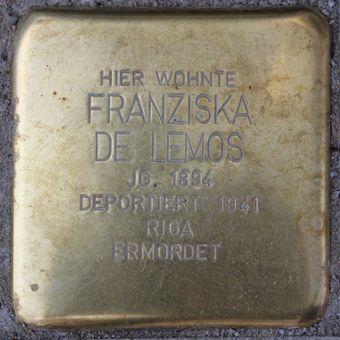 HIER WOHNTE
FRANZISKA
DE LEMOS
JG. 1894
DEPORTIERT 1941
RIGA
ERMORDET